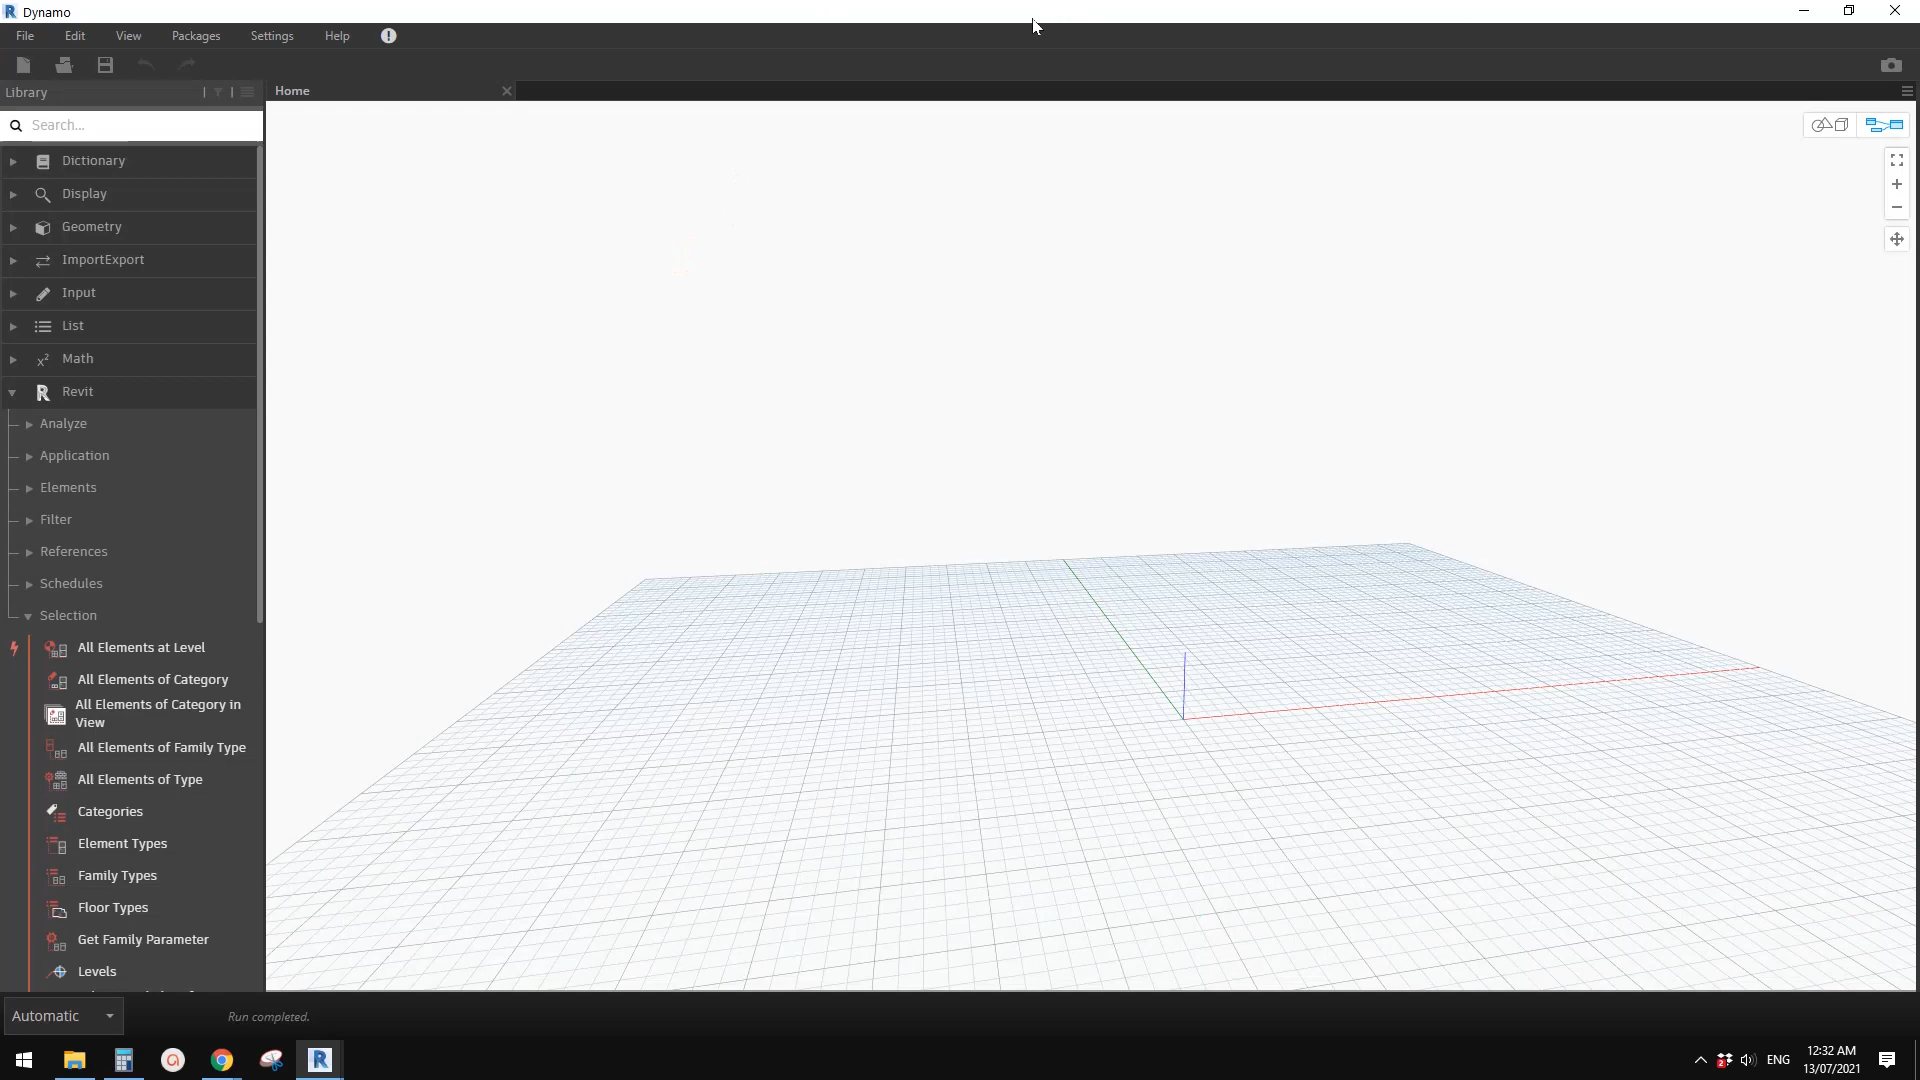 Dynamo
File Edit View Packages Settings Help
Library
Home
Search...
Dictionary
Display
Geometry
ImportExport
Input
List
Math
Revit
Analyze
Application
Elements
Filter
References
Schedules
Selection
All Elements at Level
All Elements of Category
All Elements of Category in
View
All Elements of Family Type
All Elements of Type
Categories
Element Types
Family Types
Floor Types
Get Family Parameter
Levels
Automatic
Run completed.
ENG
12:32 AM
13/07/2021